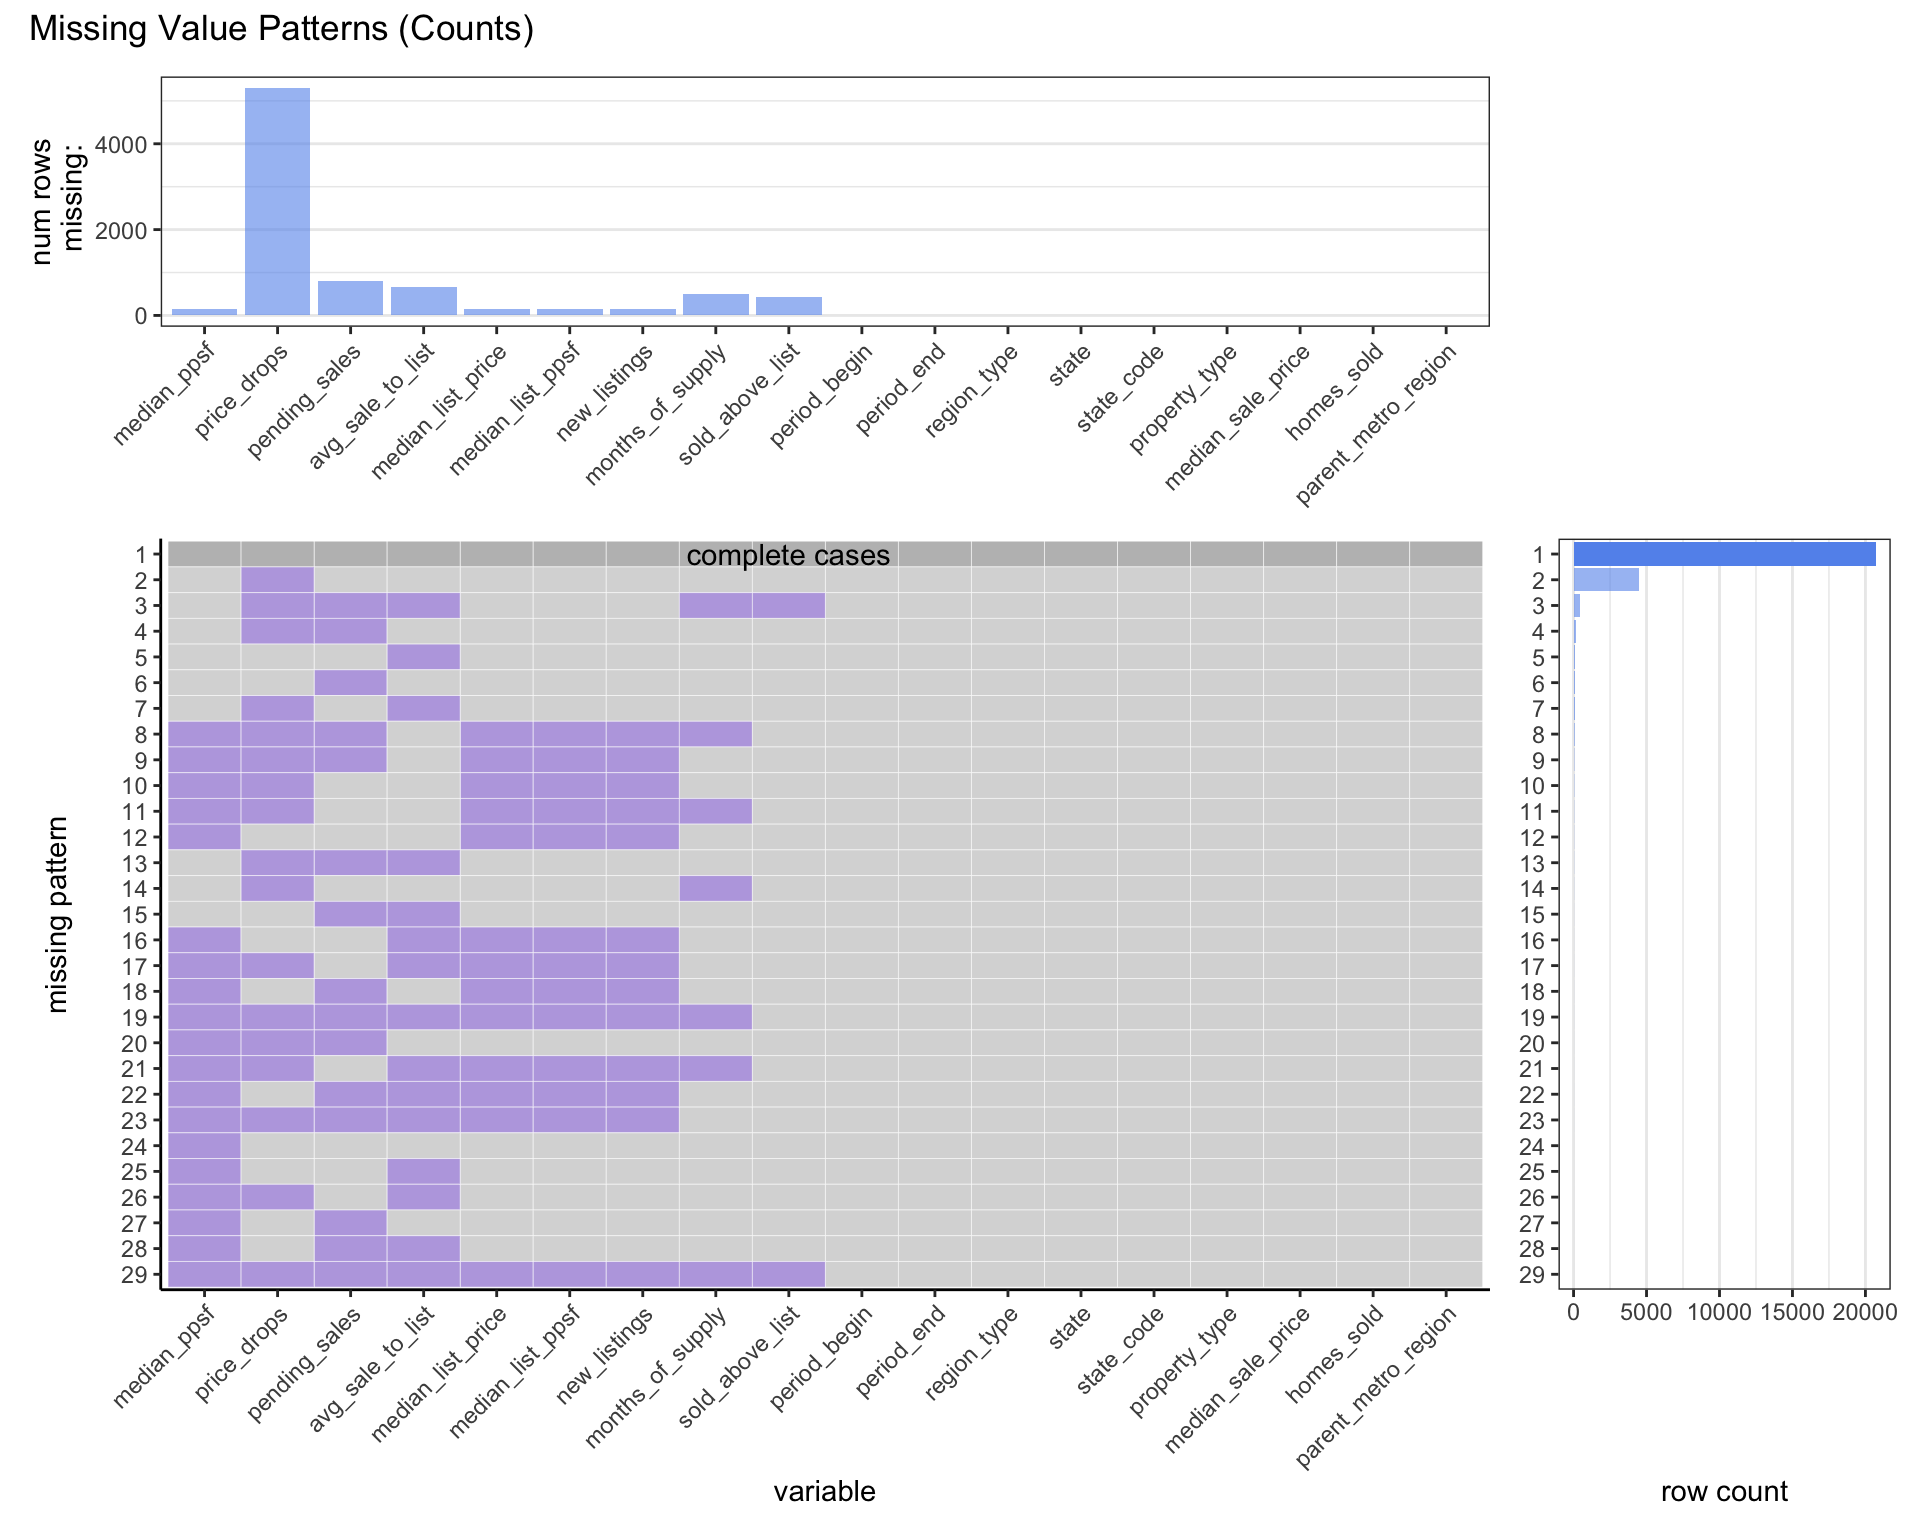 Missing Value Patterns (Counts)
num rows
missing:
4000
2000
0
median_ppsf
price_drops
pending_sales
avg_sale_to_list
median_list_price
median_list_ppsf
new_listings
months_of_supply
sold_above_list
period_begin
period_end
region_type
state
state_code
property_type
median_sale_price
homes_sold
parent_metro_region
missing pattern
complete cases
1
2
3
4
5
6
7
8
9
10
11
12
13
14
15
16
17
18
19
20
21
22
23
24
25
26
27
28
29
median_ppsf
price_drops
pending_sales
avg_sale_to_list
median_list_price
median_list_ppsf
new_listings
months_of_supply
sold_above_list
period_begin
period_end
region_type
state
state_code
property_type
median_sale_price
homes_sold
parent_metro_region
variable
1
2
3
4
5
6
7
8
9
10
11
12
13
14
15
16
17
18
19
20
21
22
23
24
25
26
27
28
29
0 5000 10000 15000 20000
row count